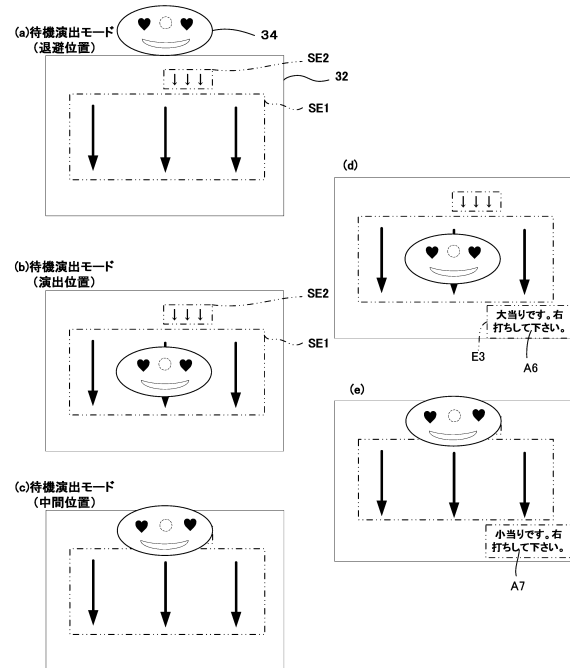 (a)待機演出モード
(退避位置)
34
SE2
32
SE1
(b)待機演出モード
(演出位置)
SE2
SE1
(c)待機演出モード
(中間位置)
(d)
大当りです。右
打ちして下さい。
E3
A6
(e)
小当りです。右
打ちして下さい。
A7